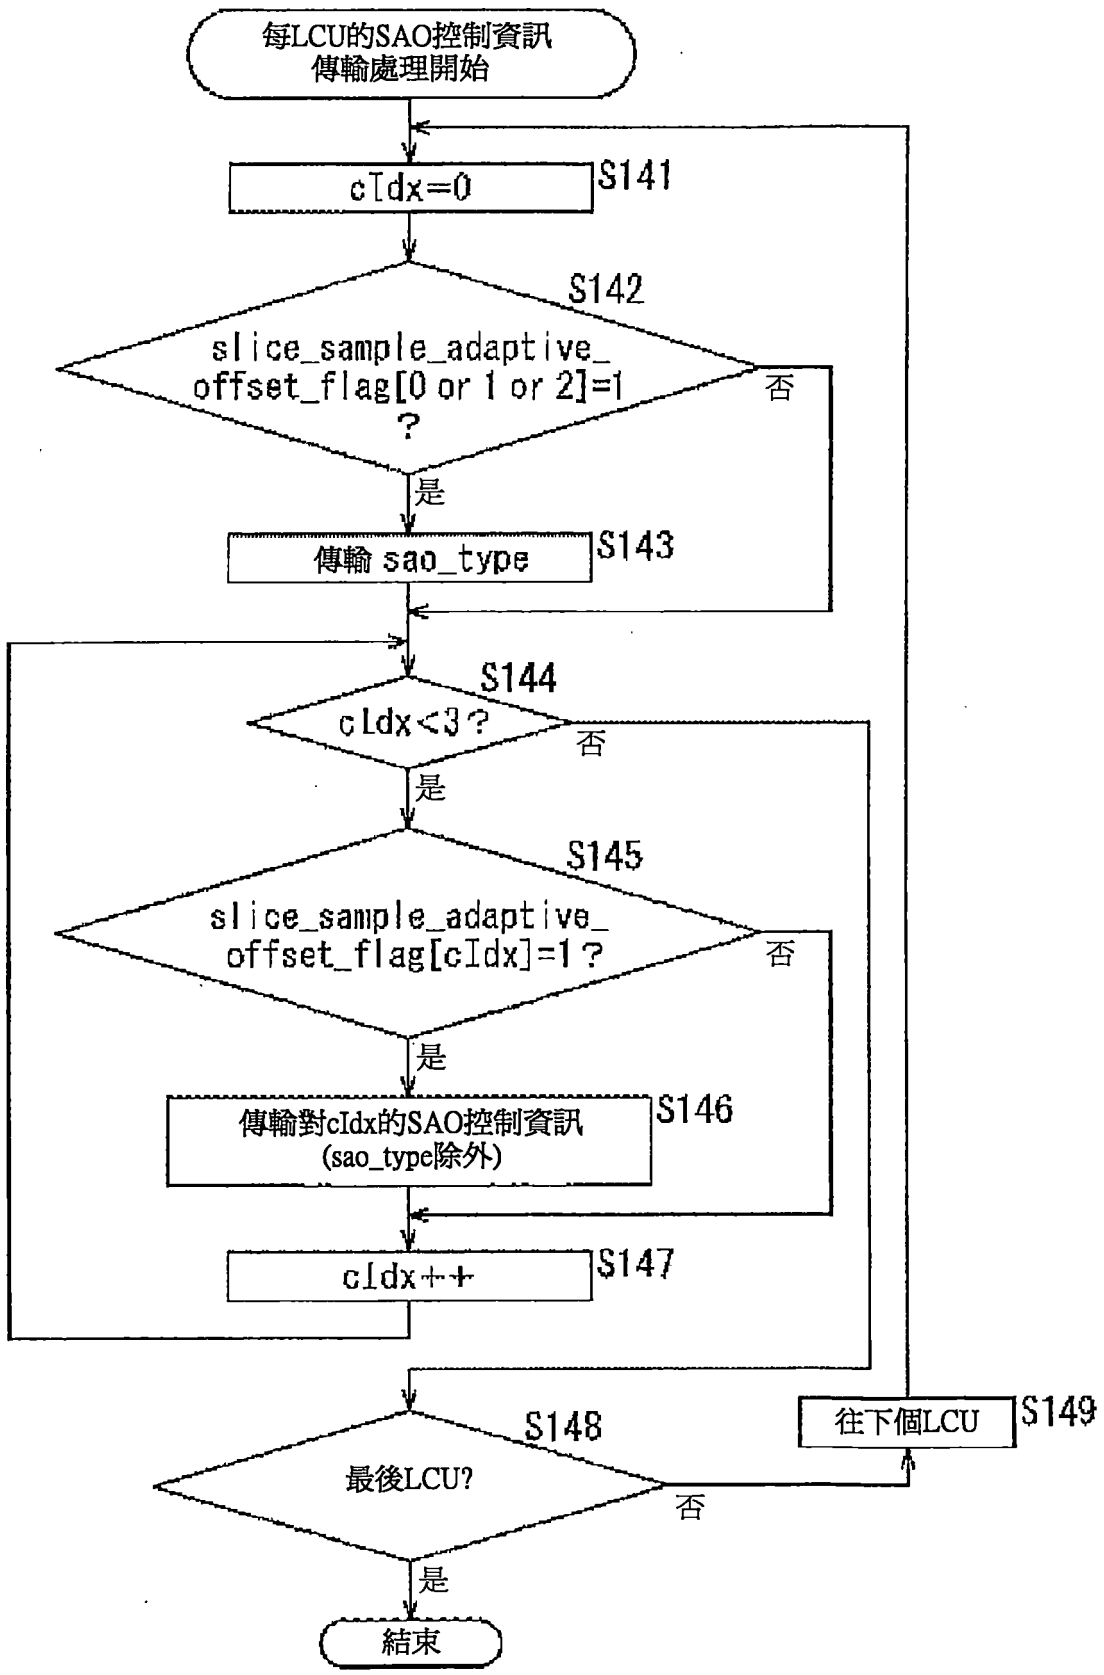 每LCU的SAO控制資訊
傳輸處理開始
cIdx=0
S141
S142
slice_sample_adaptive_
offset_flag[0 or 1 or 2]=1
?
否
是
傳輸 sao_type
S143
S144
cIdx<3?
否
是
S145
slice_sample_adaptive_
offset_flag[cIdx]=1?
否
是
傳輸對cIdx的SAO控制資訊
(sao_type除外)
S146
cIdx++
S147
S148
最後LCU?
否
往下個LCU
S149
是
結束